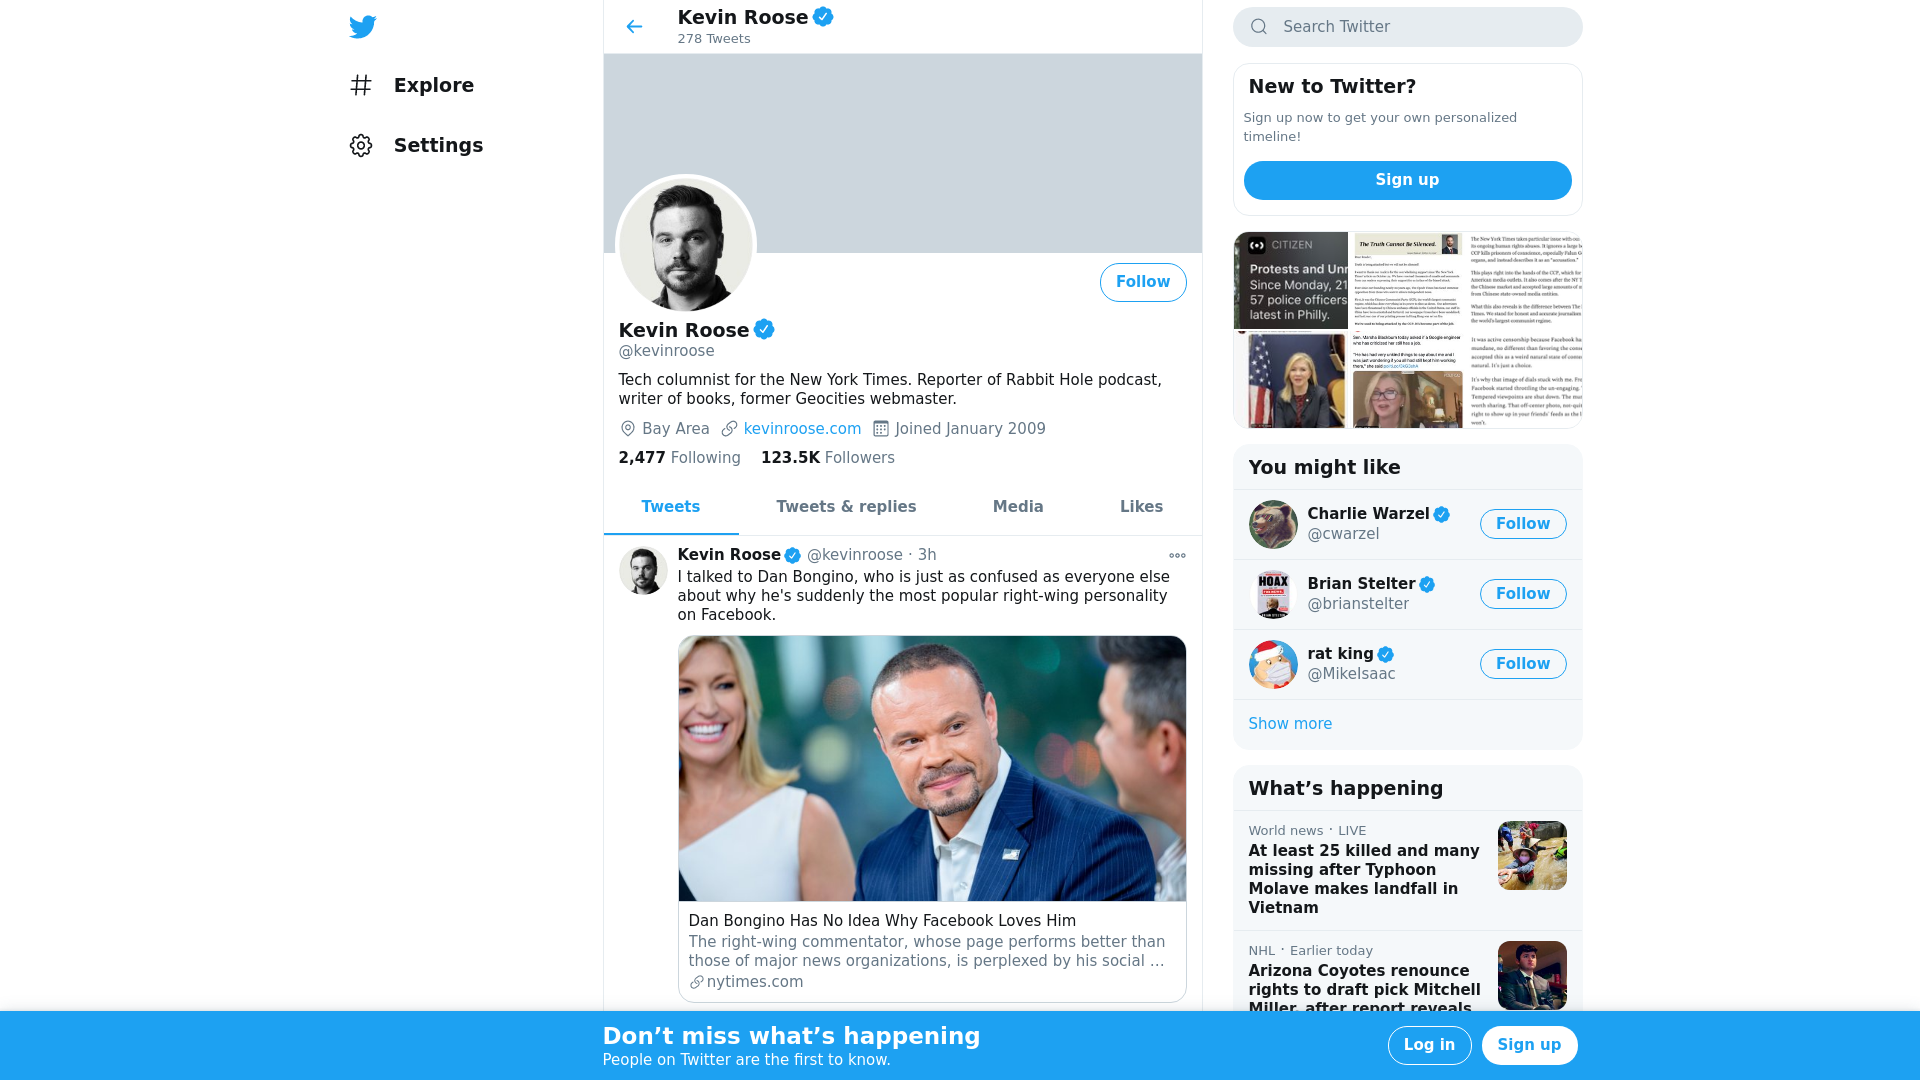 Explore
Settings
Kevin Roose
278 Tweets
Follow
Kevin Roose
@kevinroose
Tech columnist for the New York Times. Reporter of Rabbit Hole podcast,
writer of books, former Geocities webmaster.
Bay Area kevinroose.com Joined January 2009
2,477 Following 123.5K Followers
Tweets Tweets & replies Media Likes
Kevin Roose @kevinroose · 3h
I talked to Dan Bongino, who is just as confused as everyone else
about why he's suddenly the most popular right-wing personality
on Facebook.
Dan Bongino Has No Idea Why Facebook Loves Him
The right-wing commentator, whose page performs better than
those of major news organizations, is perplexed by his social ...
nytimes.com
Search Twitter
New to Twitter?
Sign up now to get your own personalized
timeline!
Sign up
CITIZEN
Protests and Unr
Since Monday, 21
57 police officers
latest in Philly.
The Truth Cannot Be Silenced.
You might like
Charlie Warzel
@cwarzel
Follow
HOAX
Brian Stelter
@brianstelter
Follow
rat king
@MikeIsaac
Follow
Show more
What's happening
World news · LIVE
At least 25 killed and many
missing after Typhoon
Molave makes landfall in
Vietnam
NHL · Earlier today
Arizona Coyotes renounce
rights to draft pick Mitchell
Miller, after report reveals
Don't miss what's happening
People on Twitter are the first to know.
Log in
Sign up